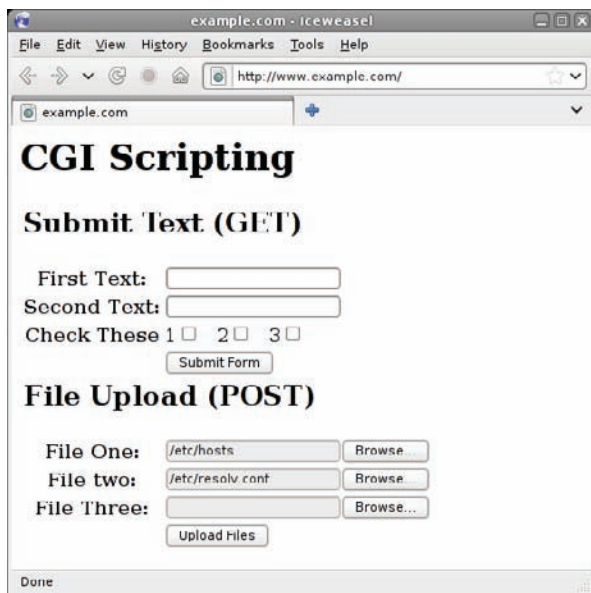 example.com - Iceweasel
File Edit View History Bookmarks Tools Help
http://www.example.com/
example.com
CGI Scripting
Submit Text (GET)
First Text:
Second Text:
Check These 1 2 3
Submit Form
File Upload (POST)
File One: /etc/hosts Browse...
File two: /etc/resolv.conf Browse...
File Three: Browse...
Upload Files
Done